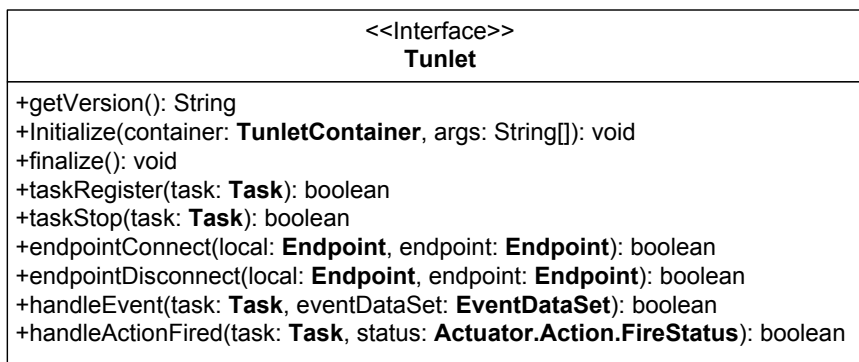 <<Interface>>
Tunlet
+getVersion(): String
+Initialize(container: TunletContainer, args: String[]): void
+finalize(): void
+taskRegister(task: Task): boolean
+taskStop(task: Task): boolean
+endpointConnect(local: Endpoint, endpoint: Endpoint): boolean
+endpointDisconnect(local: Endpoint, endpoint: Endpoint): boolean
+handleEvent(task: Task, eventDataSet: EventDataSet): boolean
+handleActionFired(task: Task, status: Actuator.Action.FireStatus): boolean